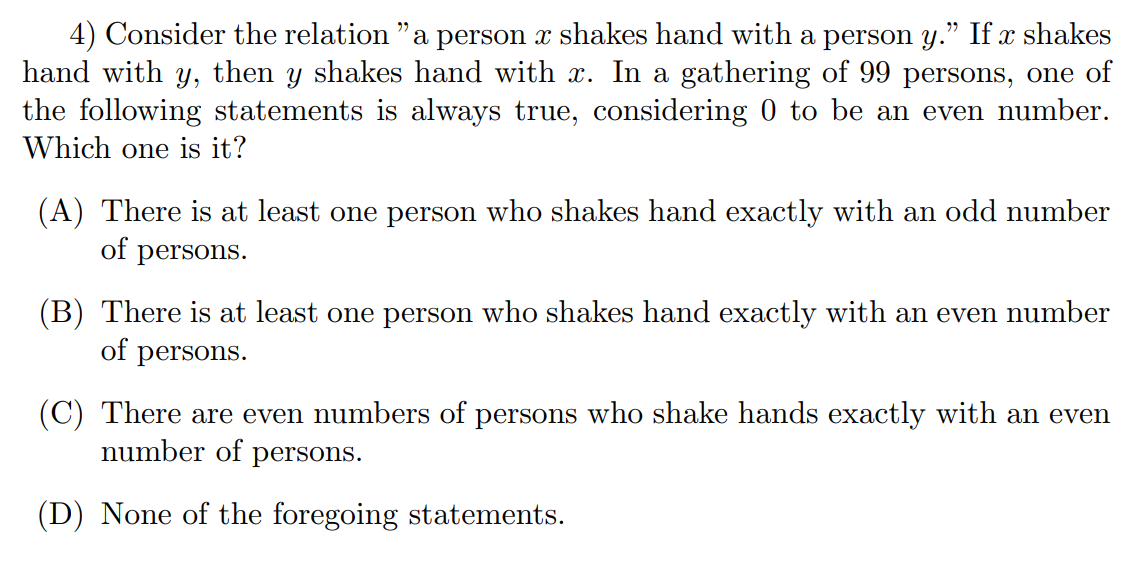 4) Consider the relation ”a person x shakes hand with a person y.” If x shakes
hand with y, then y shakes hand with x. In a gathering of 99 persons, one of
the following statements is always true, considering 0 to be an even number.
Which one is it?
(A) There is at least one person who shakes hand exactly with an odd number
of persons.
(B) There is at least one person who shakes hand exactly with an even number
of persons.
(C) There are even numbers of persons who shake hands exactly with an even
number of persons.
(D) None of the foregoing statements.